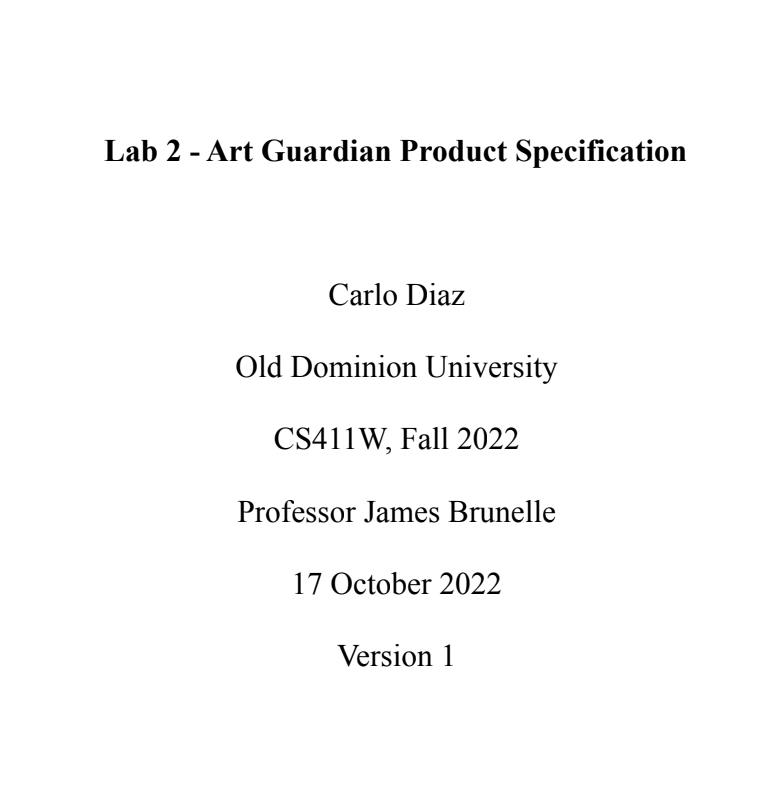 Lab 2 - Art Guardian Product Specification
Carlo Diaz
Old Dominion University
CS411W, Fall 2022
Professor James Brunelle
17 October 2022
Version 1